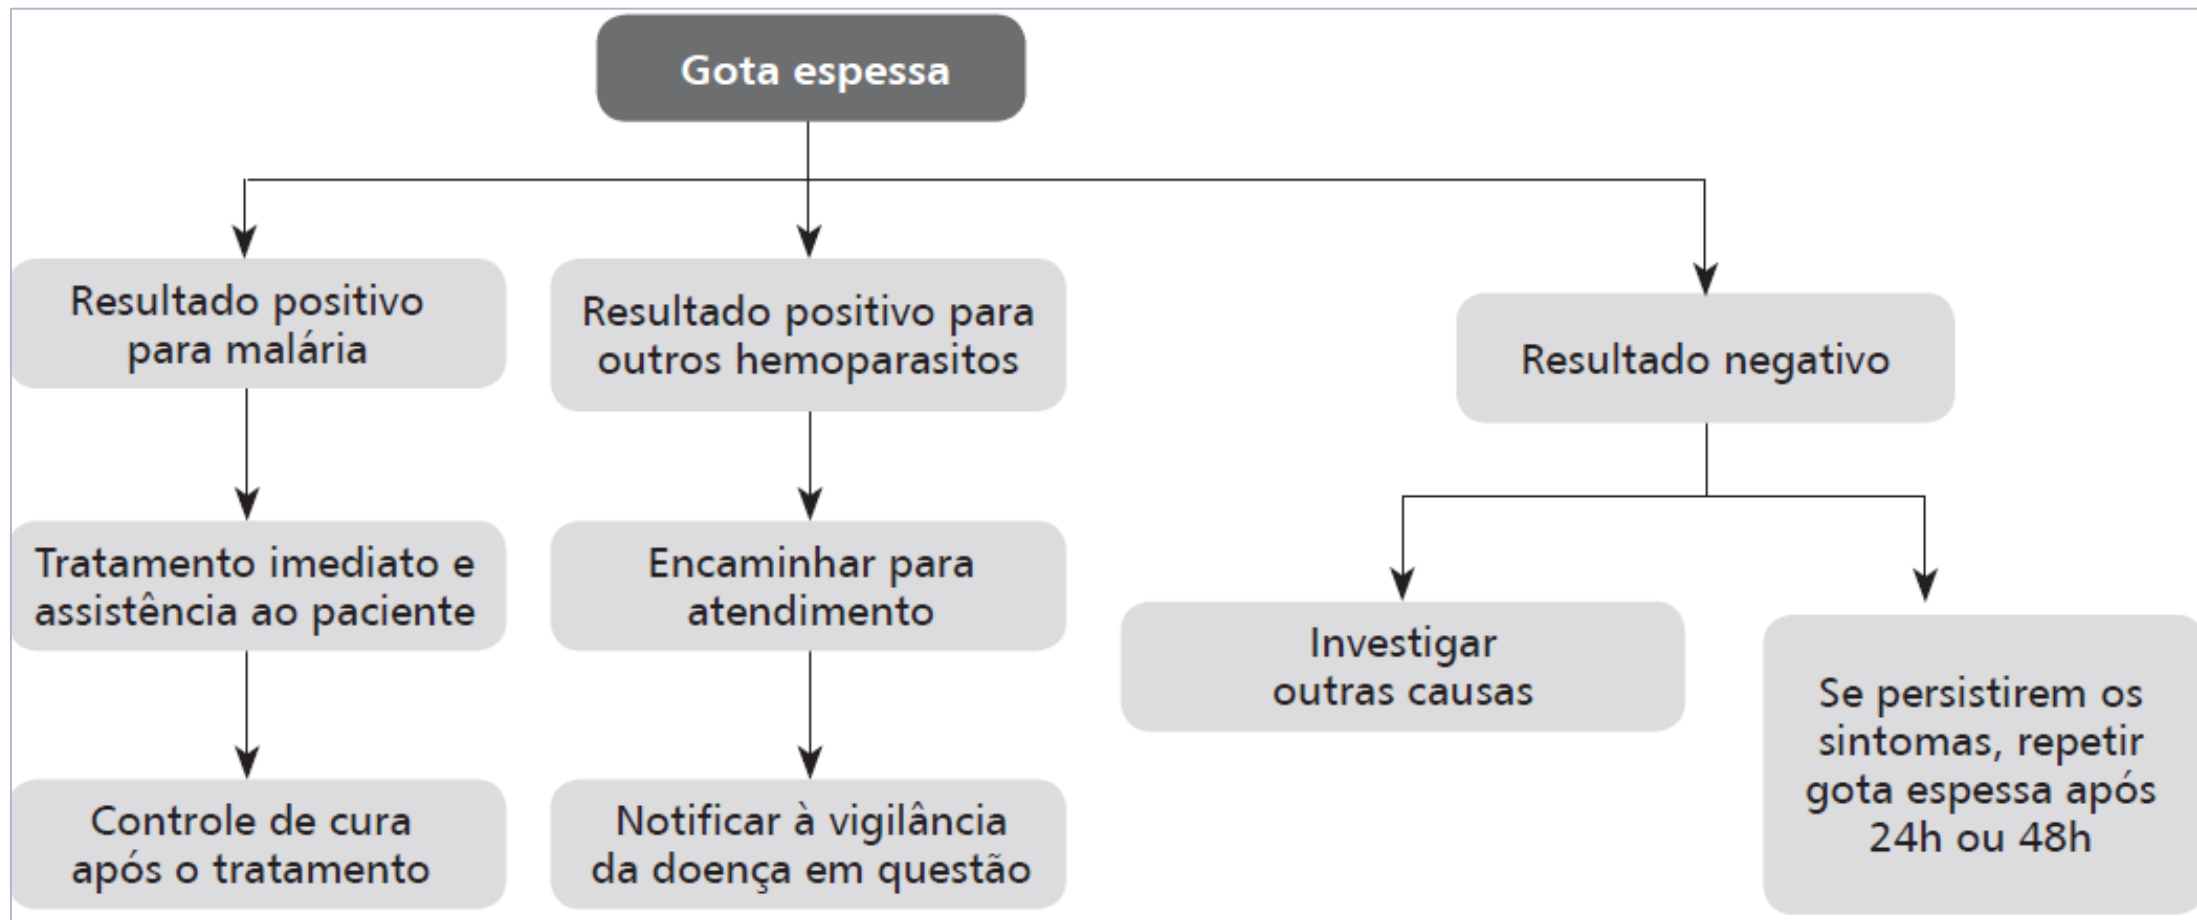 Gota espessa
Resultado positivo
para malária
Resultado positivo para
outros hemoparasitos
Resultado negativo
Tratamento imediato e
assistência ao paciente
Encaminhar para
atendimento
Investigar
outras causas
Se persistirem os
sintomas, repetir
gota espessa após
24h ou 48h
Controle de cura
após o tratamento
Notificar à vigilância
da doença em questão